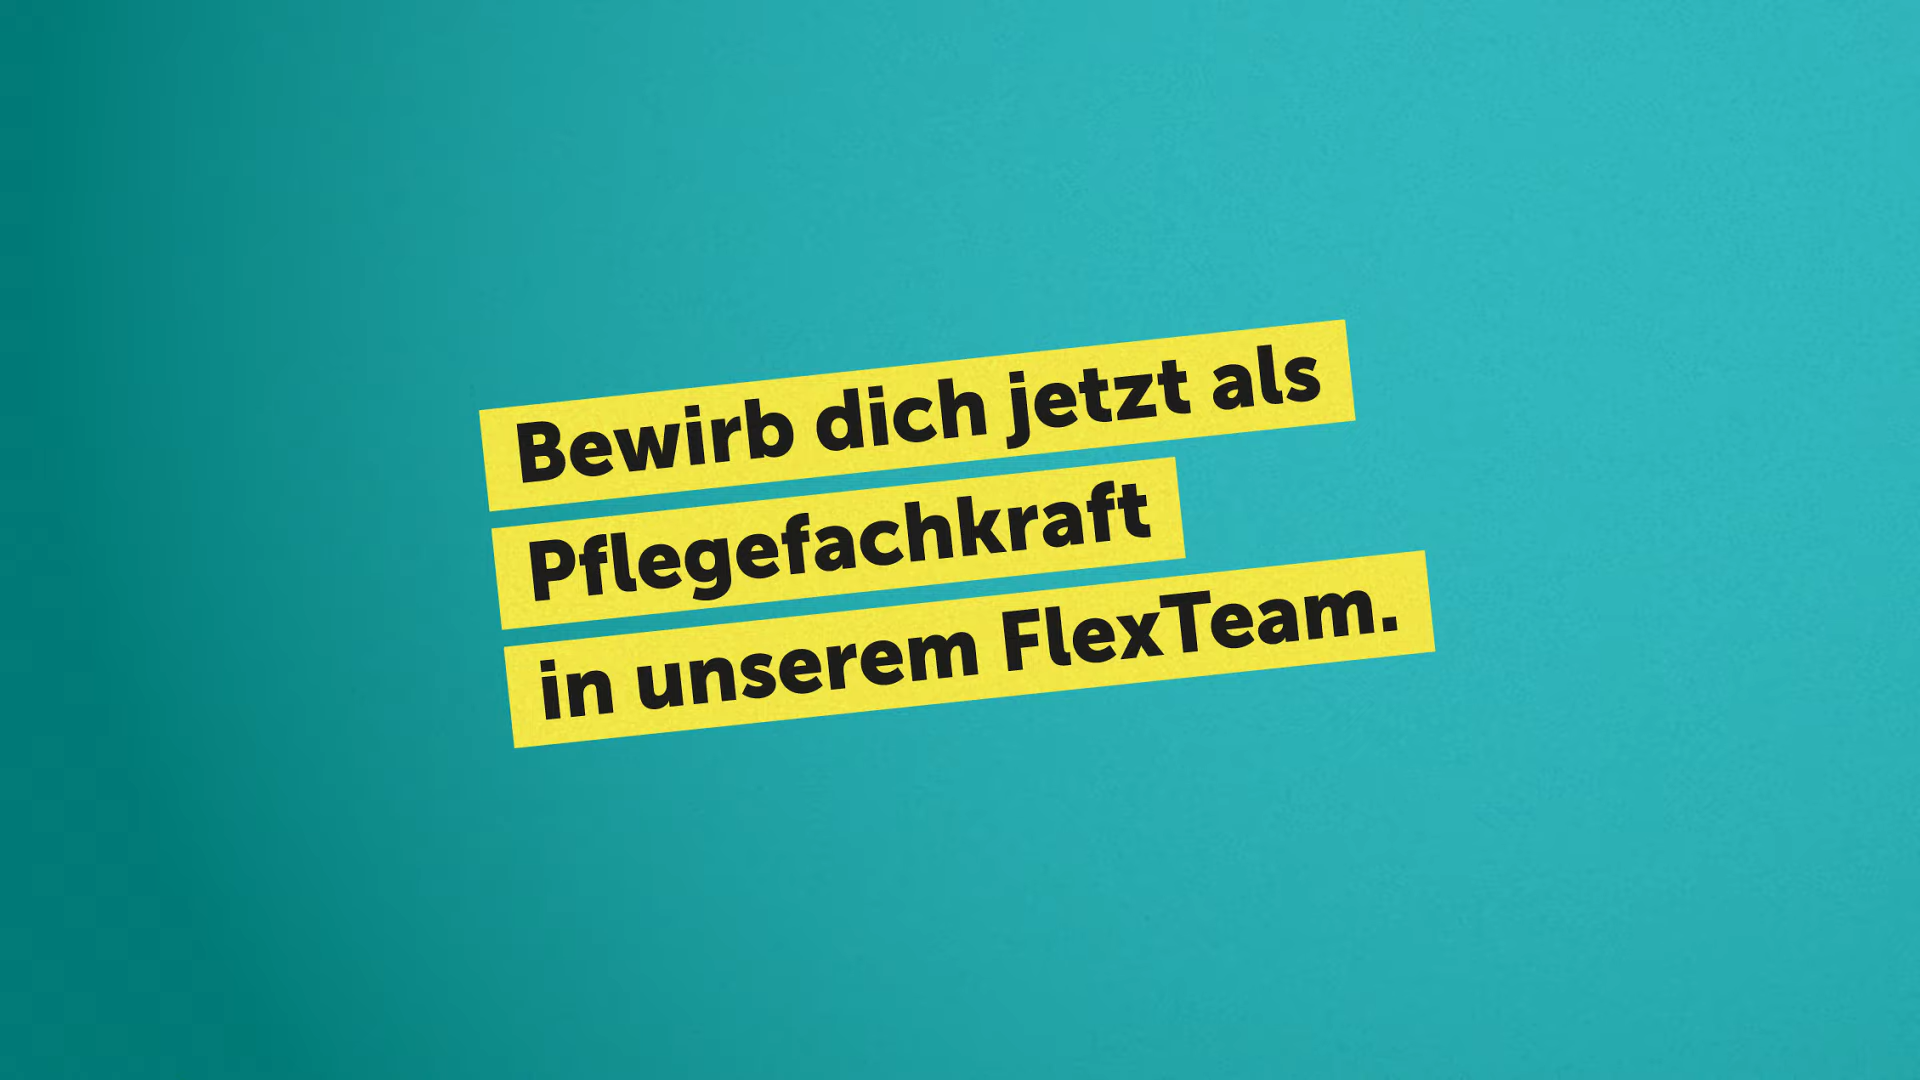 Bewirb dich jetzt als
Pflegefachkraft
in unserem FlexTeam.